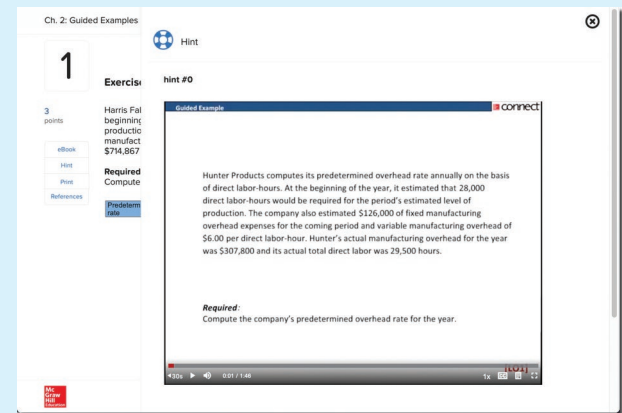 Ch. 2: Guided Examples
Hint
1
Exercise
hint #0
3
points
Harris Fal
beginning
productio
manufact
$714,867
eBook
Hint
Print
References
Required
Compute
Predeterm
rate
Guided Example
connect
Hunter Products computes its predetermined overhead rate annually on the basis
of direct labor-hours. At the beginning of the year, it estimated that 28,000
direct labor-hours would be required for the period's estimated level of
production. The company also estimated $126,000 of fixed manufacturing
overhead expenses for the coming period and variable manufacturing overhead of
$6.00 per direct labor-hour. Hunter's actual manufacturing overhead for the year
was $307,800 and its actual total direct labor was 29,500 hours.
Required:
Compute the company's predetermined overhead rate for the year.
30s 0:01 / 1:46 1x
Mc
Graw
Hill
Education